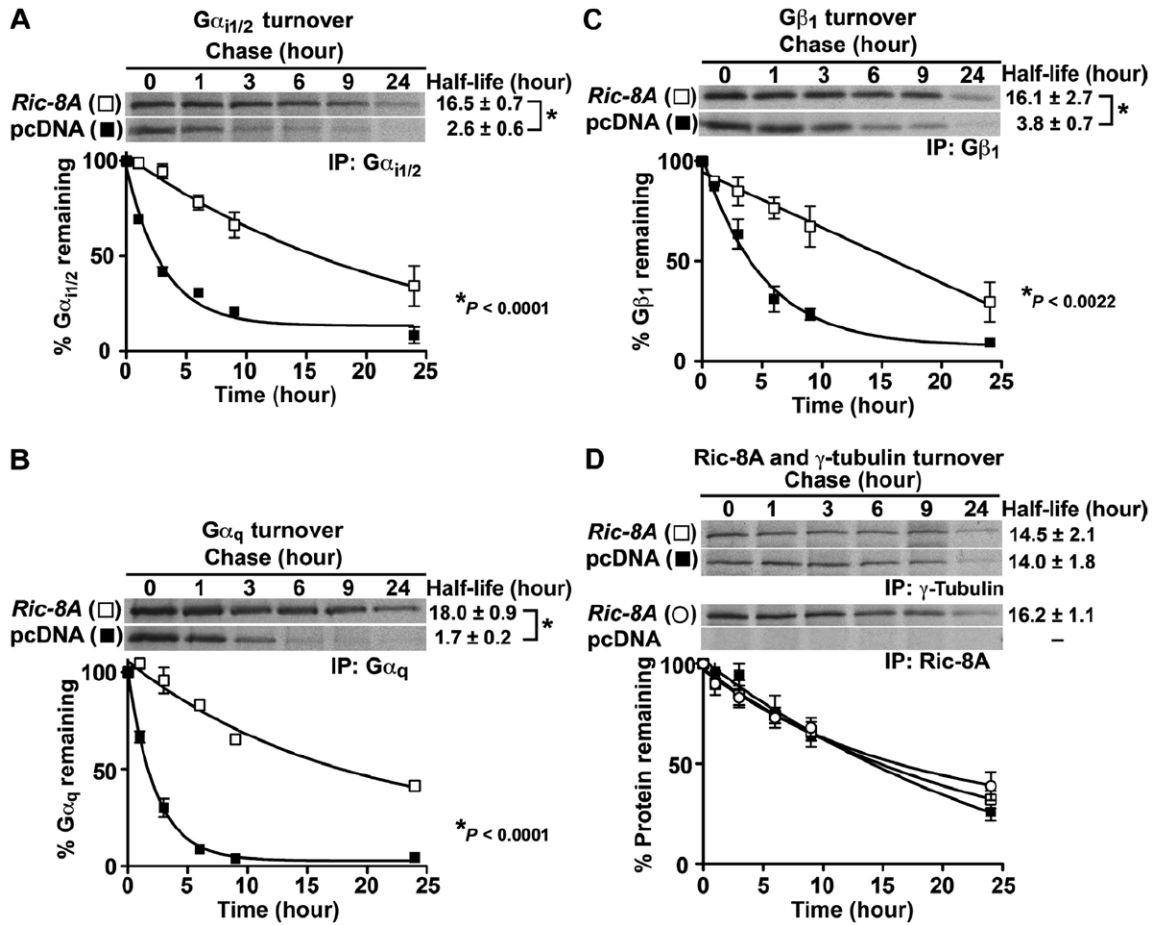 A
Gαi1/2 turnover
Chase (hour)
0 1 3 6 9 24 Half-life (hour)
Ric-8A (□) 16.5 ± 0.7
*
pcDNA (■) 2.6 ± 0.6
IP: Gαi1/2
100
50
0
% Gαi1/2 remaining
*P < 0.0001
0 5 10 15 20 25
Time (hour)
B
Gαq turnover
Chase (hour)
0 1 3 6 9 24 Half-life (hour)
Ric-8A (□) 18.0 ± 0.9
*
pcDNA (■) 1.7 ± 0.2
IP: Gαq
100
50
0
% Gαq remaining
*P < 0.0001
0 5 10 15 20 25
Time (hour)
C
Gβ1 turnover
Chase (hour)
0 1 3 6 9 24 Half-life (hour)
Ric-8A (□) 16.1 ± 2.7
*
pcDNA (■) 3.8 ± 0.7
IP: Gβ1
100
50
0
% Gβ1 remaining
*P < 0.0022
0 5 10 15 20 25
Time (hour)
D
Ric-8A and γ-tubulin turnover
Chase (hour)
0 1 3 6 9 24 Half-life (hour)
Ric-8A (□) 14.5 ± 2.1
pcDNA (■) 14.0 ± 1.8
IP: γ-Tubulin
Ric-8A (○) 16.2 ± 1.1
pcDNA –
IP: Ric-8A
100
50
0
% Protein remaining
0 5 10 15 20 25
Time (hour)